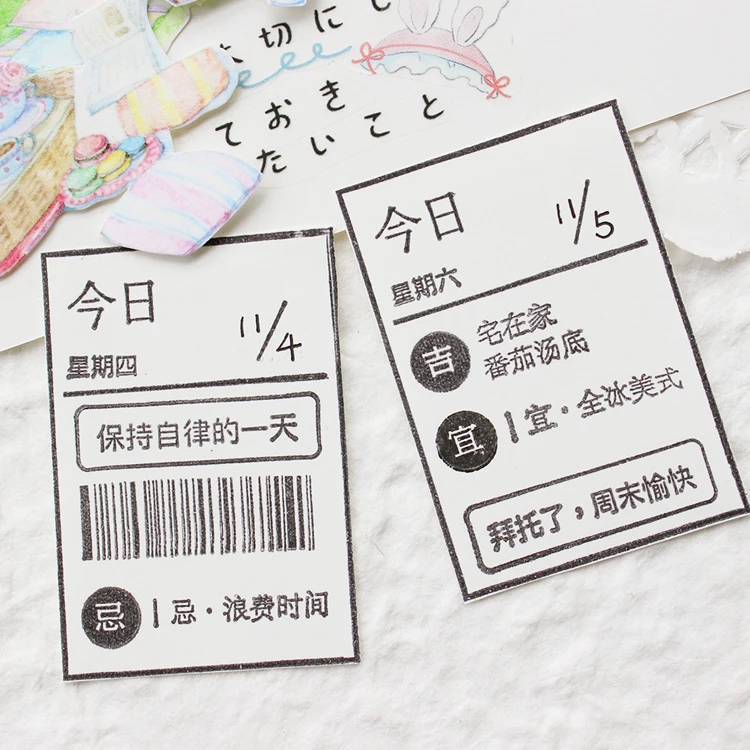 切にし
ておき
たいこと
今日
11/4
星期四
保持自律的一天
忌
忌·浪费时间
今日
11/5
星期六
吉
宅在家
番茄汤底
宜
宜·全冰美式
拜托了，周末愉快